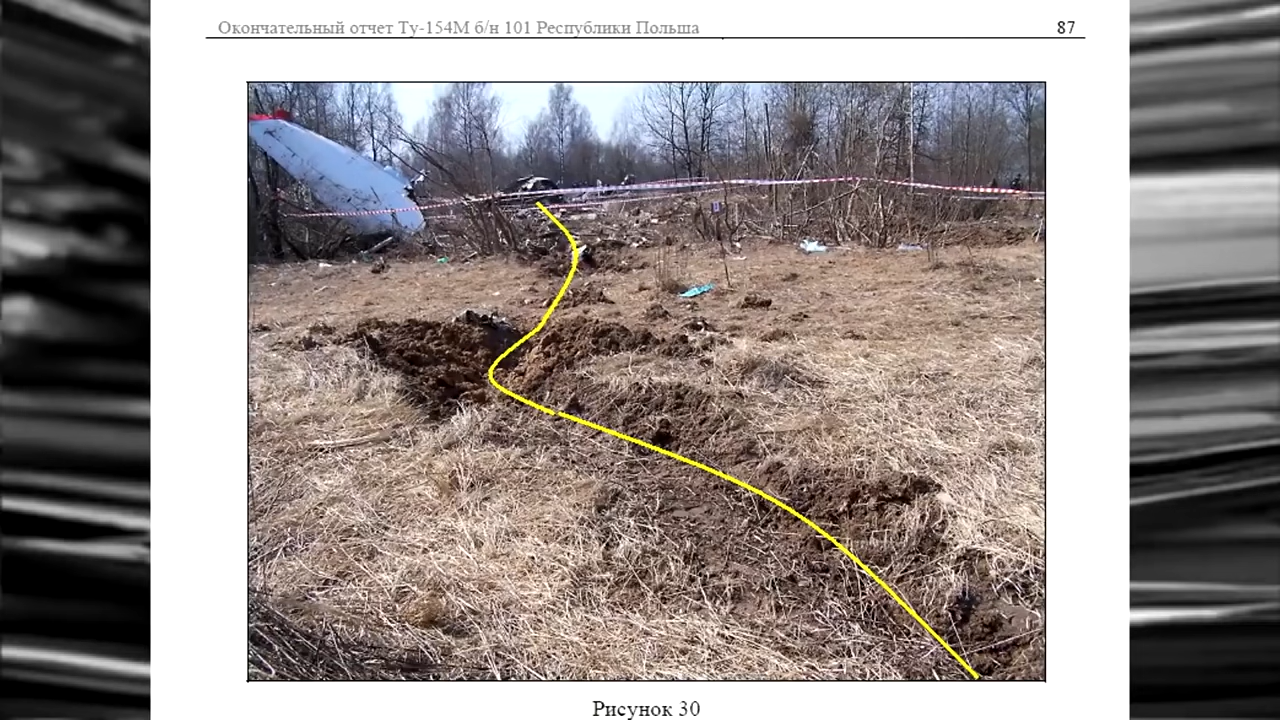 Окончательный отчет Ту-154М б/н 101 Республики Польша 87
Рисунок 30